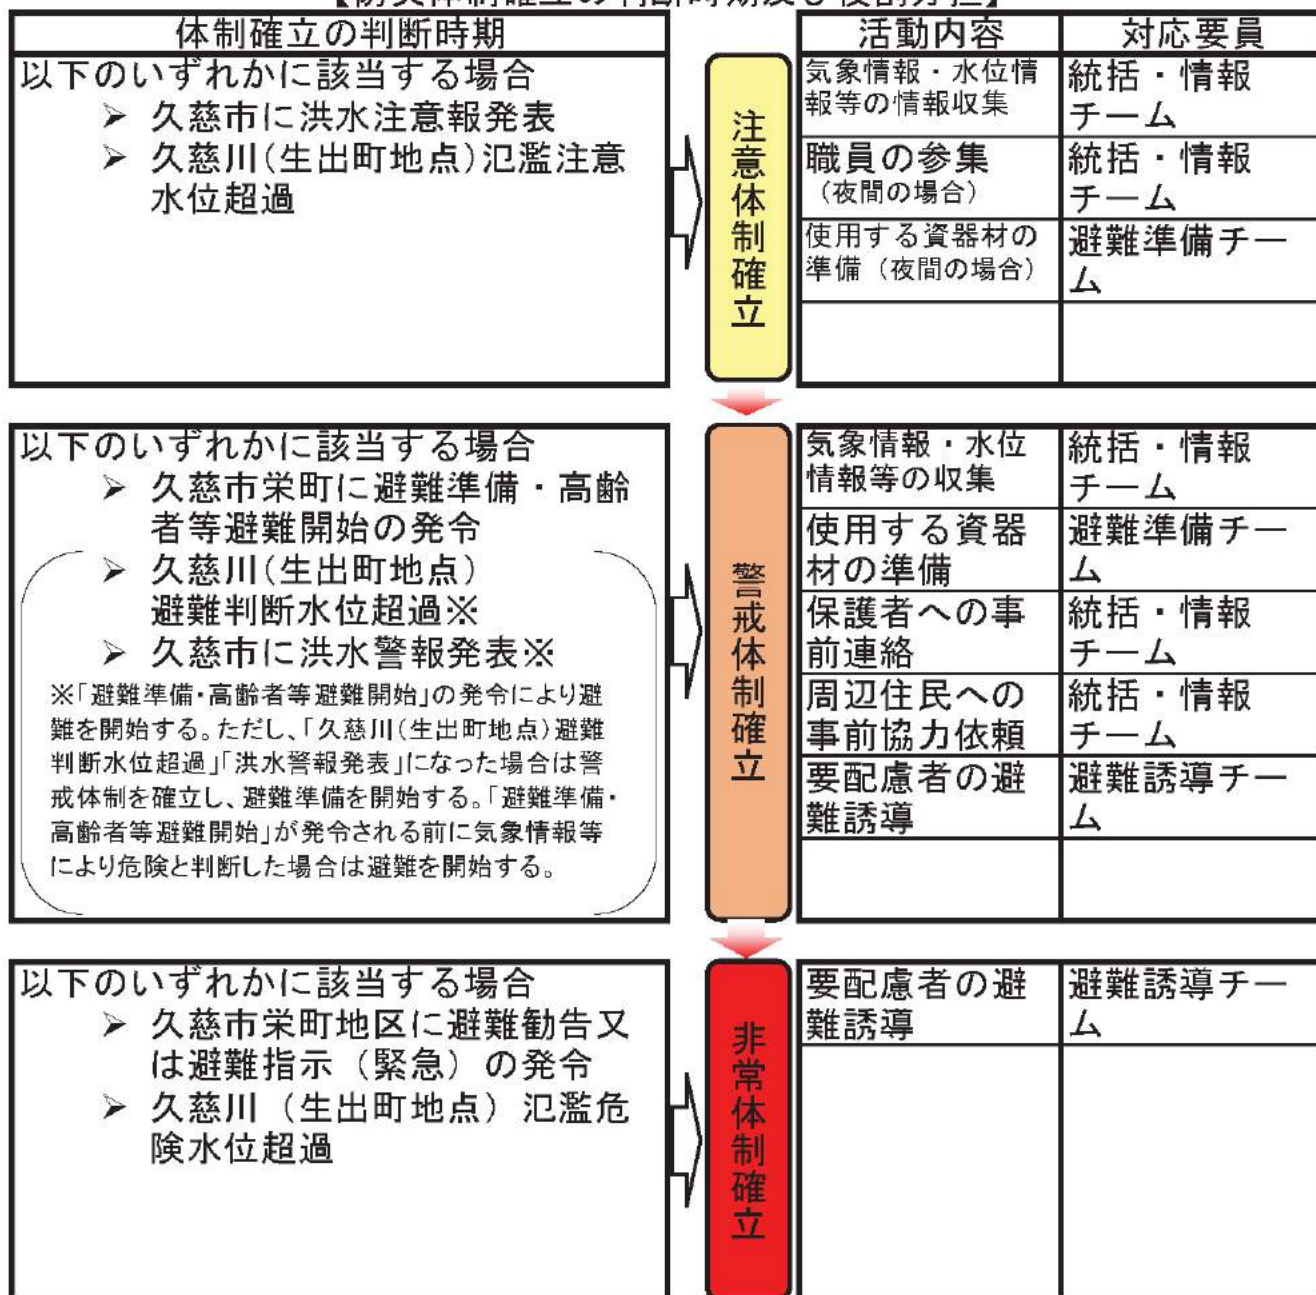 体制確立の判断時期
活動内容
対応要員
以下のいずれかに該当する場合
➢ 久慈市に洪水注意報発表
➢ 久慈川(生出町地点)氾濫注意
水位超過
注意体制確立
気象情報・水位情
報等の情報収集
統括・情報
チーム
職員の参集
（夜間の場合）
統括・情報
チーム
使用する資器材の
準備（夜間の場合）
避難準備チー
ム
以下のいずれかに該当する場合
➢ 久慈市栄町に避難準備・高齢
者等避難開始の発令
➢ 久慈川(生出町地点)
避難判断水位超過※
➢ 久慈市に洪水警報発表※
※「避難準備・高齢者等避難開始」の発令により避
難を開始する。ただし、「久慈川(生出町地点)避難
判断水位超過」「洪水警報発表」になった場合は警
戒体制を確立し、避難準備を開始する。「避難準備・
高齢者等避難開始」が発令される前に気象情報等
により危険と判断した場合は避難を開始する。
警戒体制確立
気象情報・水位
情報等の収集
統括・情報
チーム
使用する資器
材の準備
避難準備チー
ム
保護者への事
前連絡
統括・情報
チーム
周辺住民への
事前協力依頼
統括・情報
チーム
要配慮者の避
難誘導
避難誘導チー
ム
以下のいずれかに該当する場合
➢ 久慈市栄町地区に避難勧告又
は避難指示（緊急）の発令
➢ 久慈川（生出町地点）氾濫危
険水位超過
非常体制確立
要配慮者の避
難誘導
避難誘導チー
ム